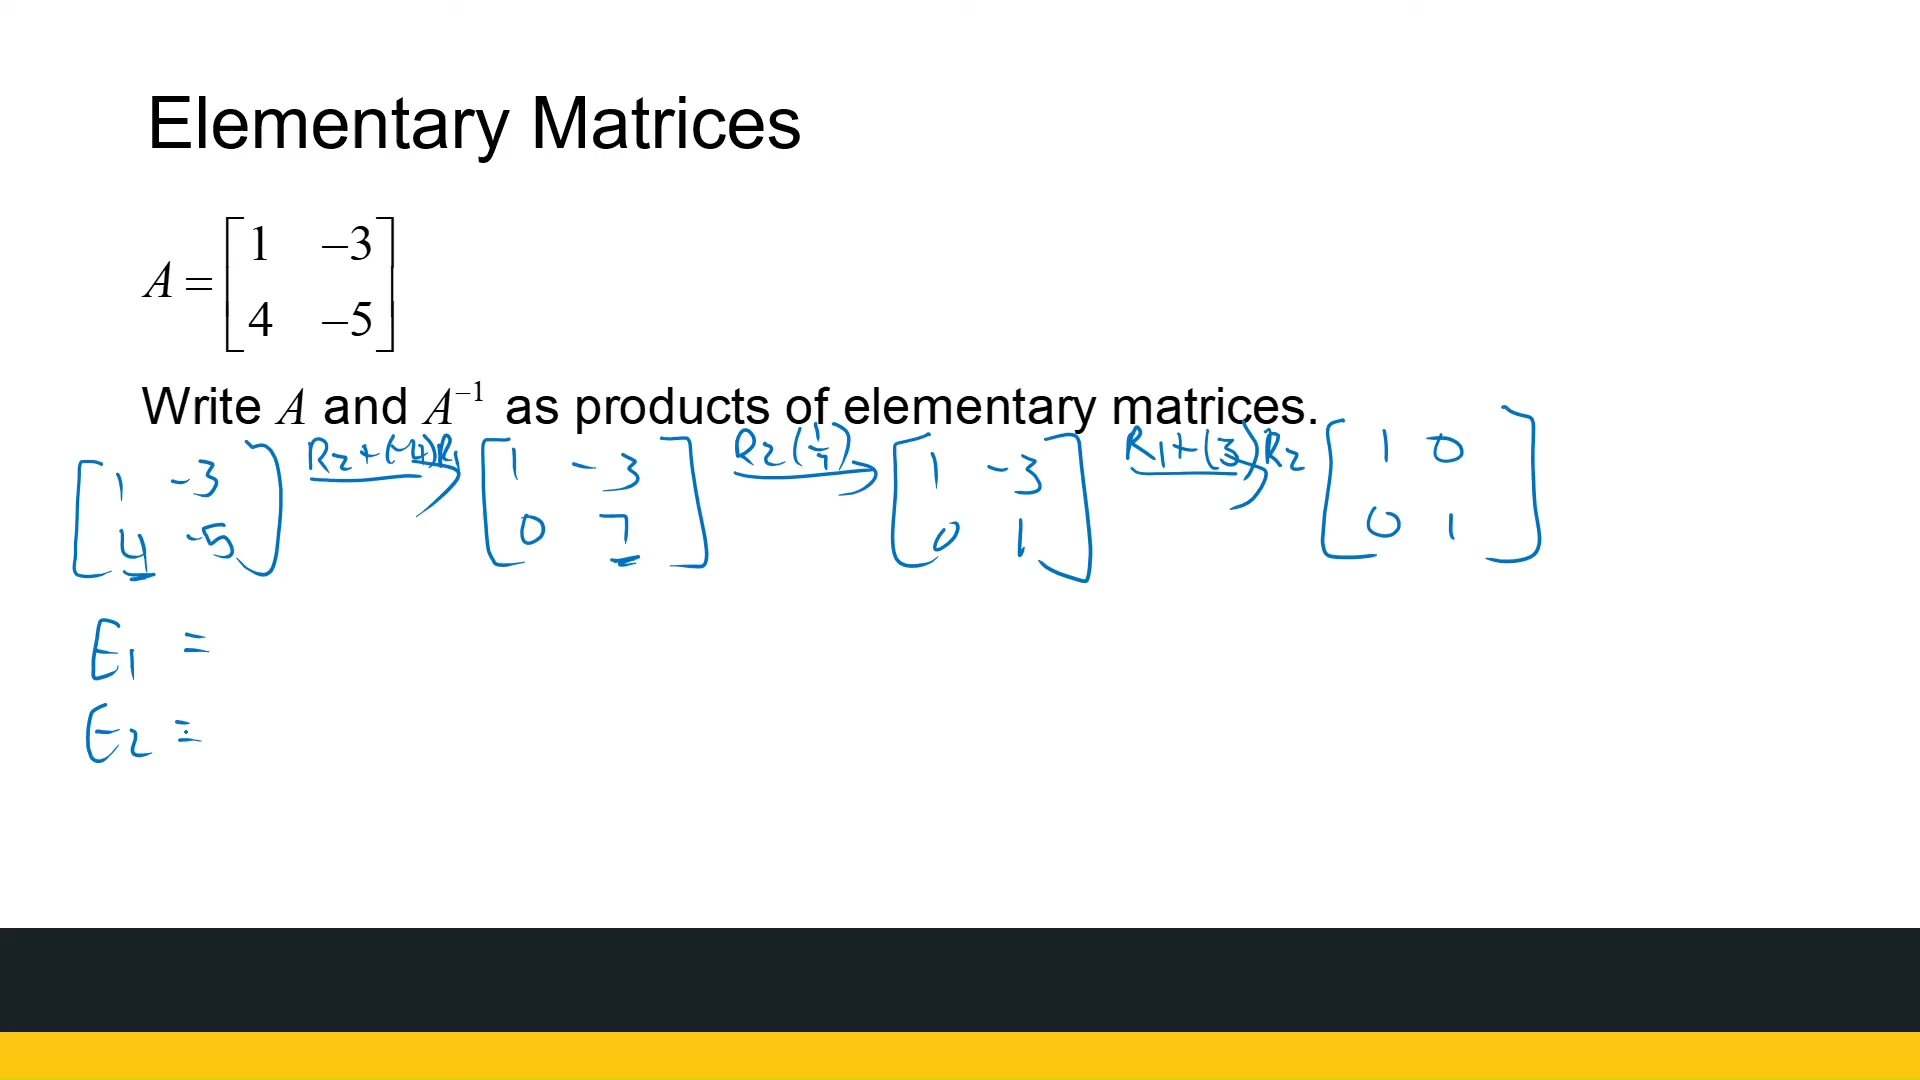 Elementary Matrices
A = [1 −3
4 −5]
Write A and A⁻¹ as products of elementary matrices.
[1 -3 R2+(-4)R1 [1 -3 R2(1/7) [1 -3 R1+(3)R2 [1 0
4 -5] 0 7] 0 1] 0 1]
E1 =
E2 =